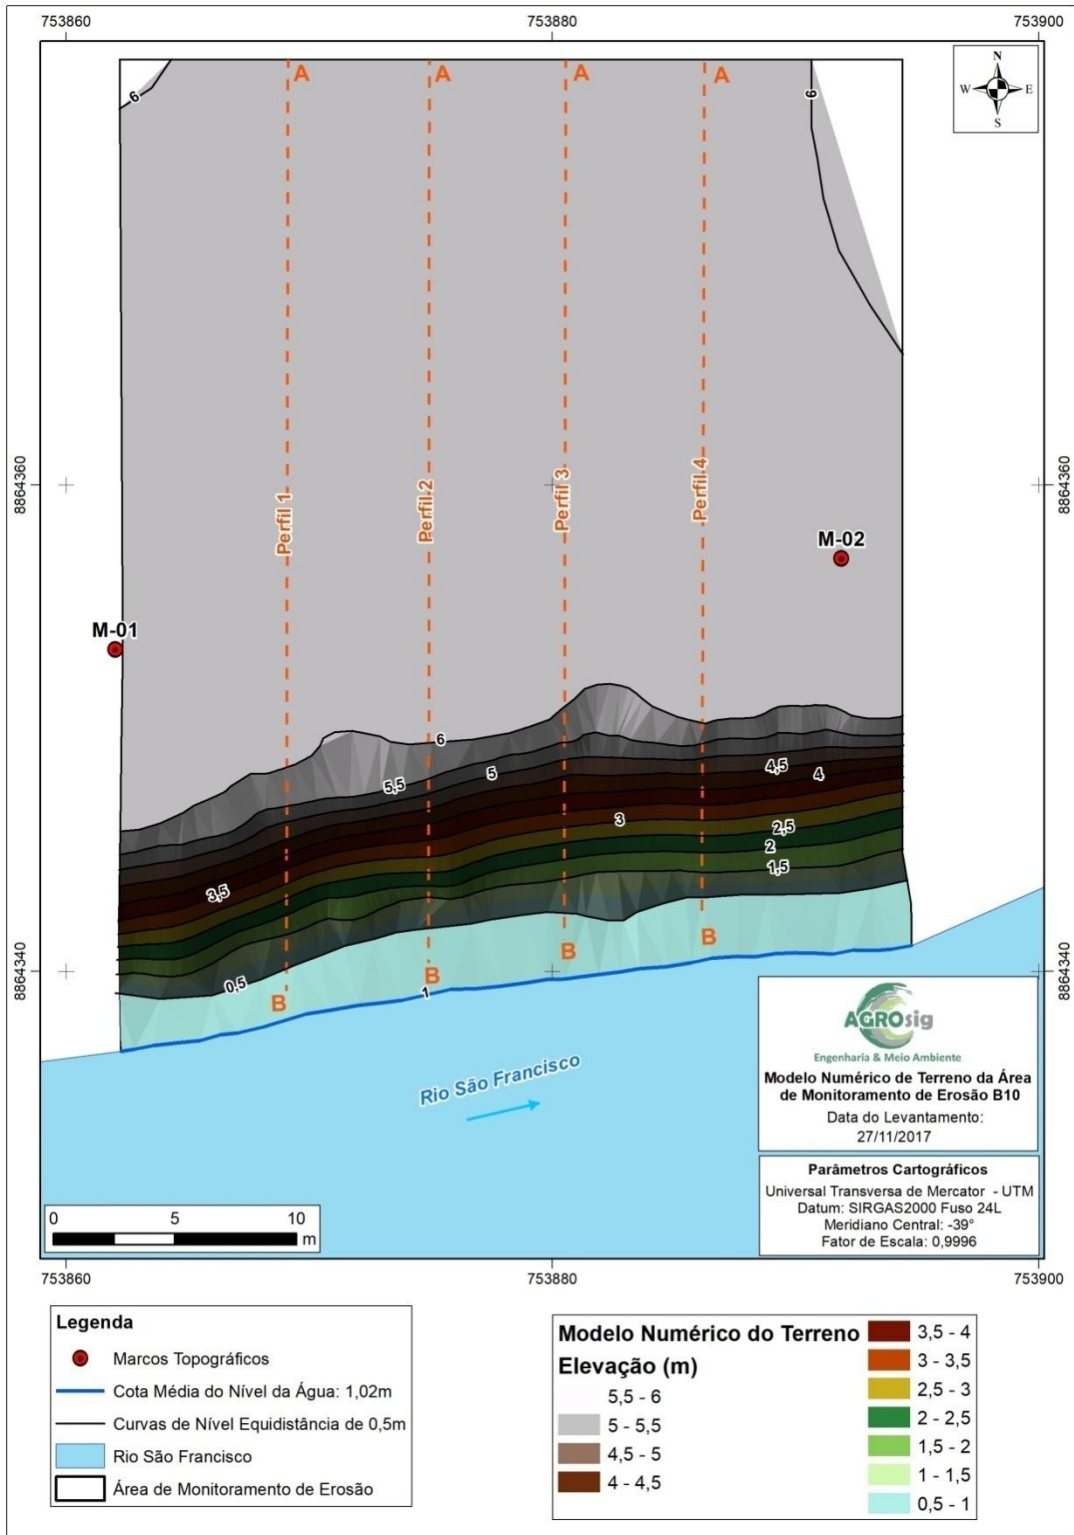 753860
753880
753900
A
A
A
A
6
6
N
W
E
S
8864360
8864360
Perfil 1
Perfil 2
Perfil 3
Perfil 4
M-02
M-01
6
5,5
5
4,5
4
3
2,5
2
1,5
3,5
0,5
1
B
B
B
B
8864340
8864340
Rio São Francisco
AGROsig
Engenharia & Meio Ambiente
Modelo Numérico de Terreno da Área
de Monitoramento de Erosão B10
Data do Levantamento:
27/11/2017
Parâmetros Cartográficos
Universal Transversa de Mercator - UTM
Datum: SIRGAS2000 Fuso 24L
Meridiano Central: -39°
Fator de Escala: 0,9996
0
5
10
m
753860
753880
753900
Legenda
Marcos Topográficos
Cota Média do Nível da Água: 1,02m
Curvas de Nível Equidistância de 0,5m
Rio São Francisco
Área de Monitoramento de Erosão
Modelo Numérico do Terreno
Elevação (m)
5,5 - 6
5 - 5,5
4,5 - 5
4 - 4,5
3,5 - 4
3 - 3,5
2,5 - 3
2 - 2,5
1,5 - 2
1 - 1,5
0,5 - 1